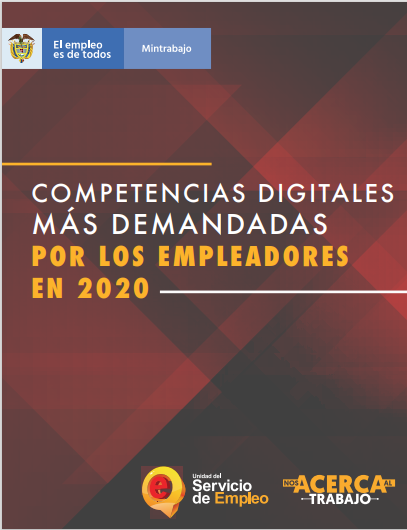 El empleo
es de todos
Mintrabajo
COMPETENCIAS DIGITALES
MÁS DEMANDADAS
POR LOS EMPLEADORES
EN 2020
e
Unidad del
Servicio
de Empleo
NOS ACERCA AL
TRABAJO